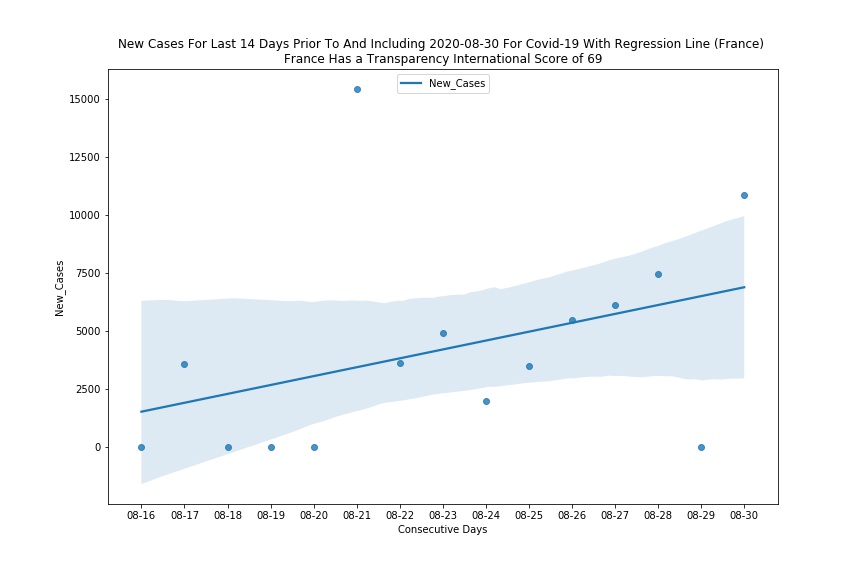 New Cases For Last 14 Days Prior To And Including 2020-08-30 For Covid-19 With Regression Line (France)
France Has a Transparency International Score of 69
New_Cases
15000
12500
10000
7500
5000
2500
0
New_Cases
08-16 08-17 08-18 08-19 08-20 08-21 08-22 08-23 08-24 08-25 08-26 08-27 08-28 08-29 08-30
Consecutive Days